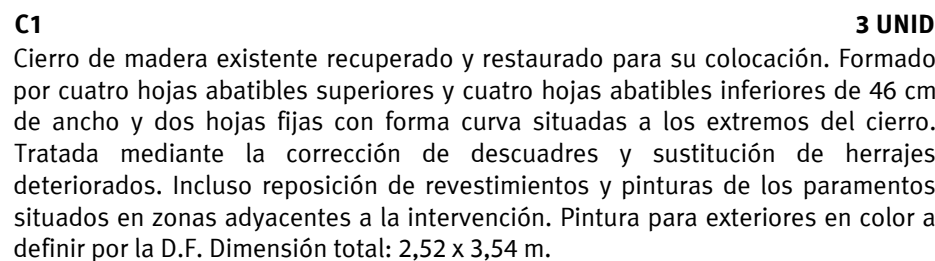 C1 3 UNID
Cierro de madera existente recuperado y restaurado para su colocación. Formado
por cuatro hojas abatibles superiores y cuatro hojas abatibles inferiores de 46 cm
de ancho y dos hojas fijas con forma curva situadas a los extremos del cierro.
Tratada mediante la corrección de descuadres y sustitución de herrajes
deteriorados. Incluso reposición de revestimientos y pinturas de los paramentos
situados en zonas adyacentes a la intervención. Pintura para exteriores en color a
definir por la D.F. Dimensión total: 2,52 x 3,54 m.